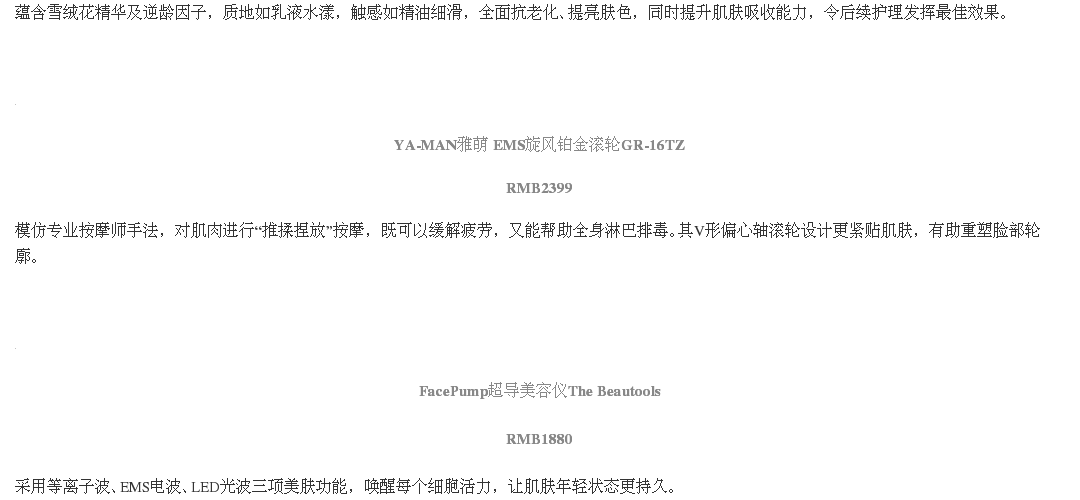 蕴含雪绒花精华及逆龄因子，质地如乳液水漾，触感如精油细滑，全面抗老化、提亮肤色，同时提升肌肤吸收能力，令后续护理发挥最佳效果。
YA-MAN雅萌 EMS旋风铂金滚轮GR-16TZ
RMB2399
模仿专业按摩师手法，对肌肉进行“推揉捏放”按摩，既可以缓解疲劳，又能帮助全身淋巴排毒。其V形偏心轴滚轮设计更紧贴肌肤，有助重塑脸部轮
廓。
FacePump超导美容仪The Beautools
RMB1880
采用等离子波、EMS电波、LED光波三项美肤功能，唤醒每个细胞活力，让肌肤年轻状态更持久。